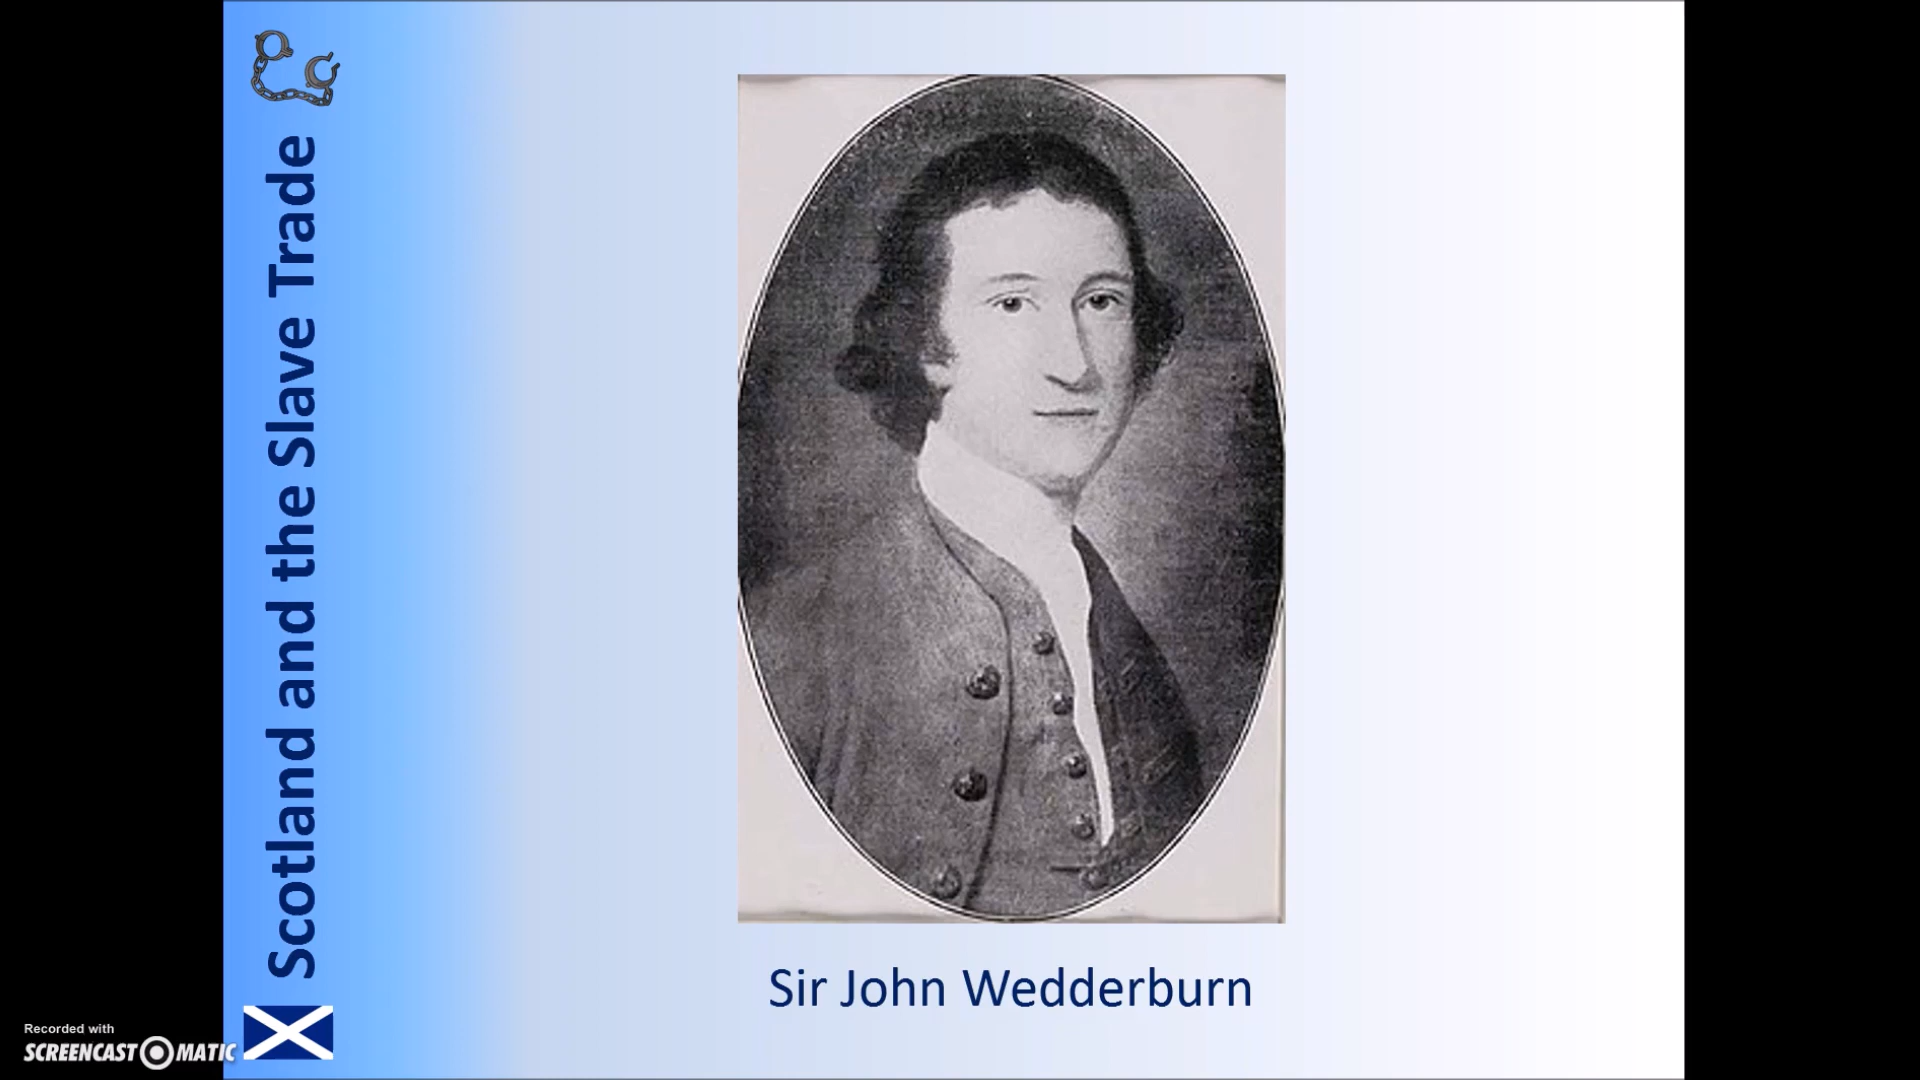 Scotland and the Slave Trade
Sir John Wedderburn
Recorded with
SCREENCAST MATIC